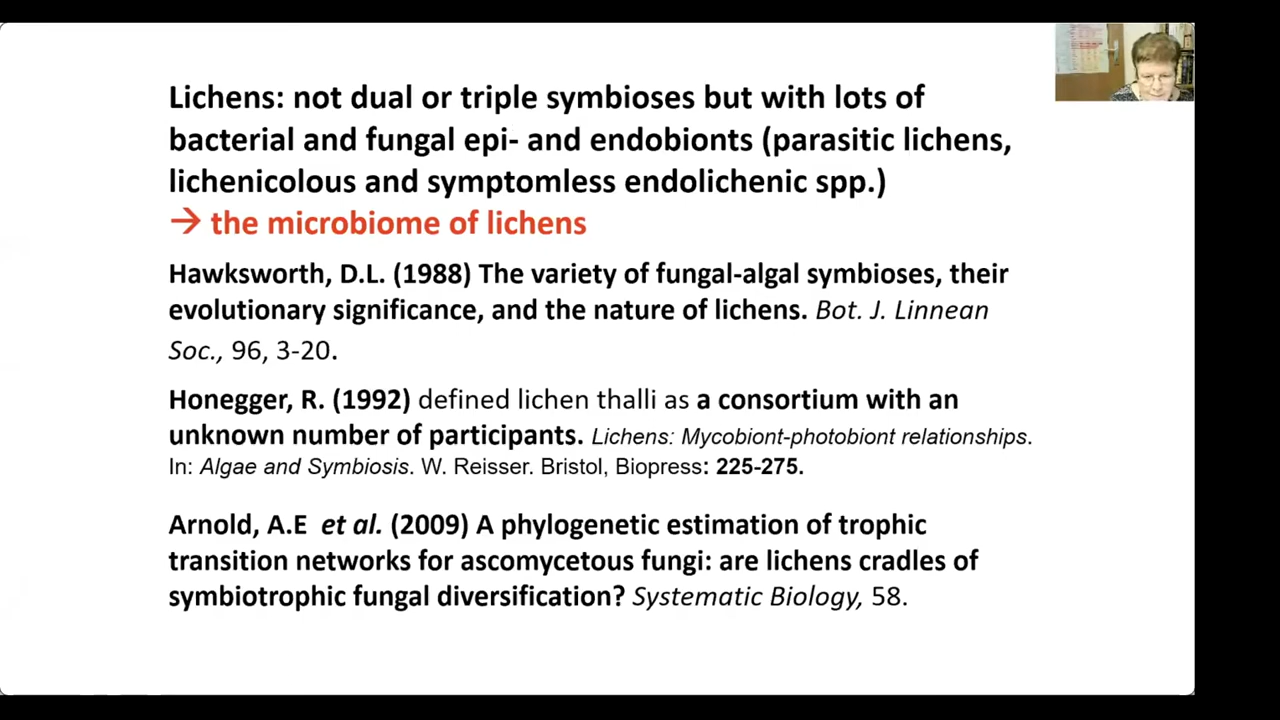 Lichens: not dual or triple symbioses but with lots of
bacterial and fungal epi- and endobionts (parasitic lichens,
lichenicolous and symptomless endolichenic spp.)
→ the microbiome of lichens
Hawksworth, D.L. (1988) The variety of fungal-algal symbioses, their
evolutionary significance, and the nature of lichens. Bot. J. Linnean
Soc., 96, 3-20.
Honegger, R. (1992) defined lichen thalli as a consortium with an
unknown number of participants. Lichens: Mycobiont-photobiont relationships.
In: Algae and Symbiosis. W. Reisser. Bristol, Biopress: 225-275.
Arnold, A.E et al. (2009) A phylogenetic estimation of trophic
transition networks for ascomycetous fungi: are lichens cradles of
symbiotrophic fungal diversification? Systematic Biology, 58.